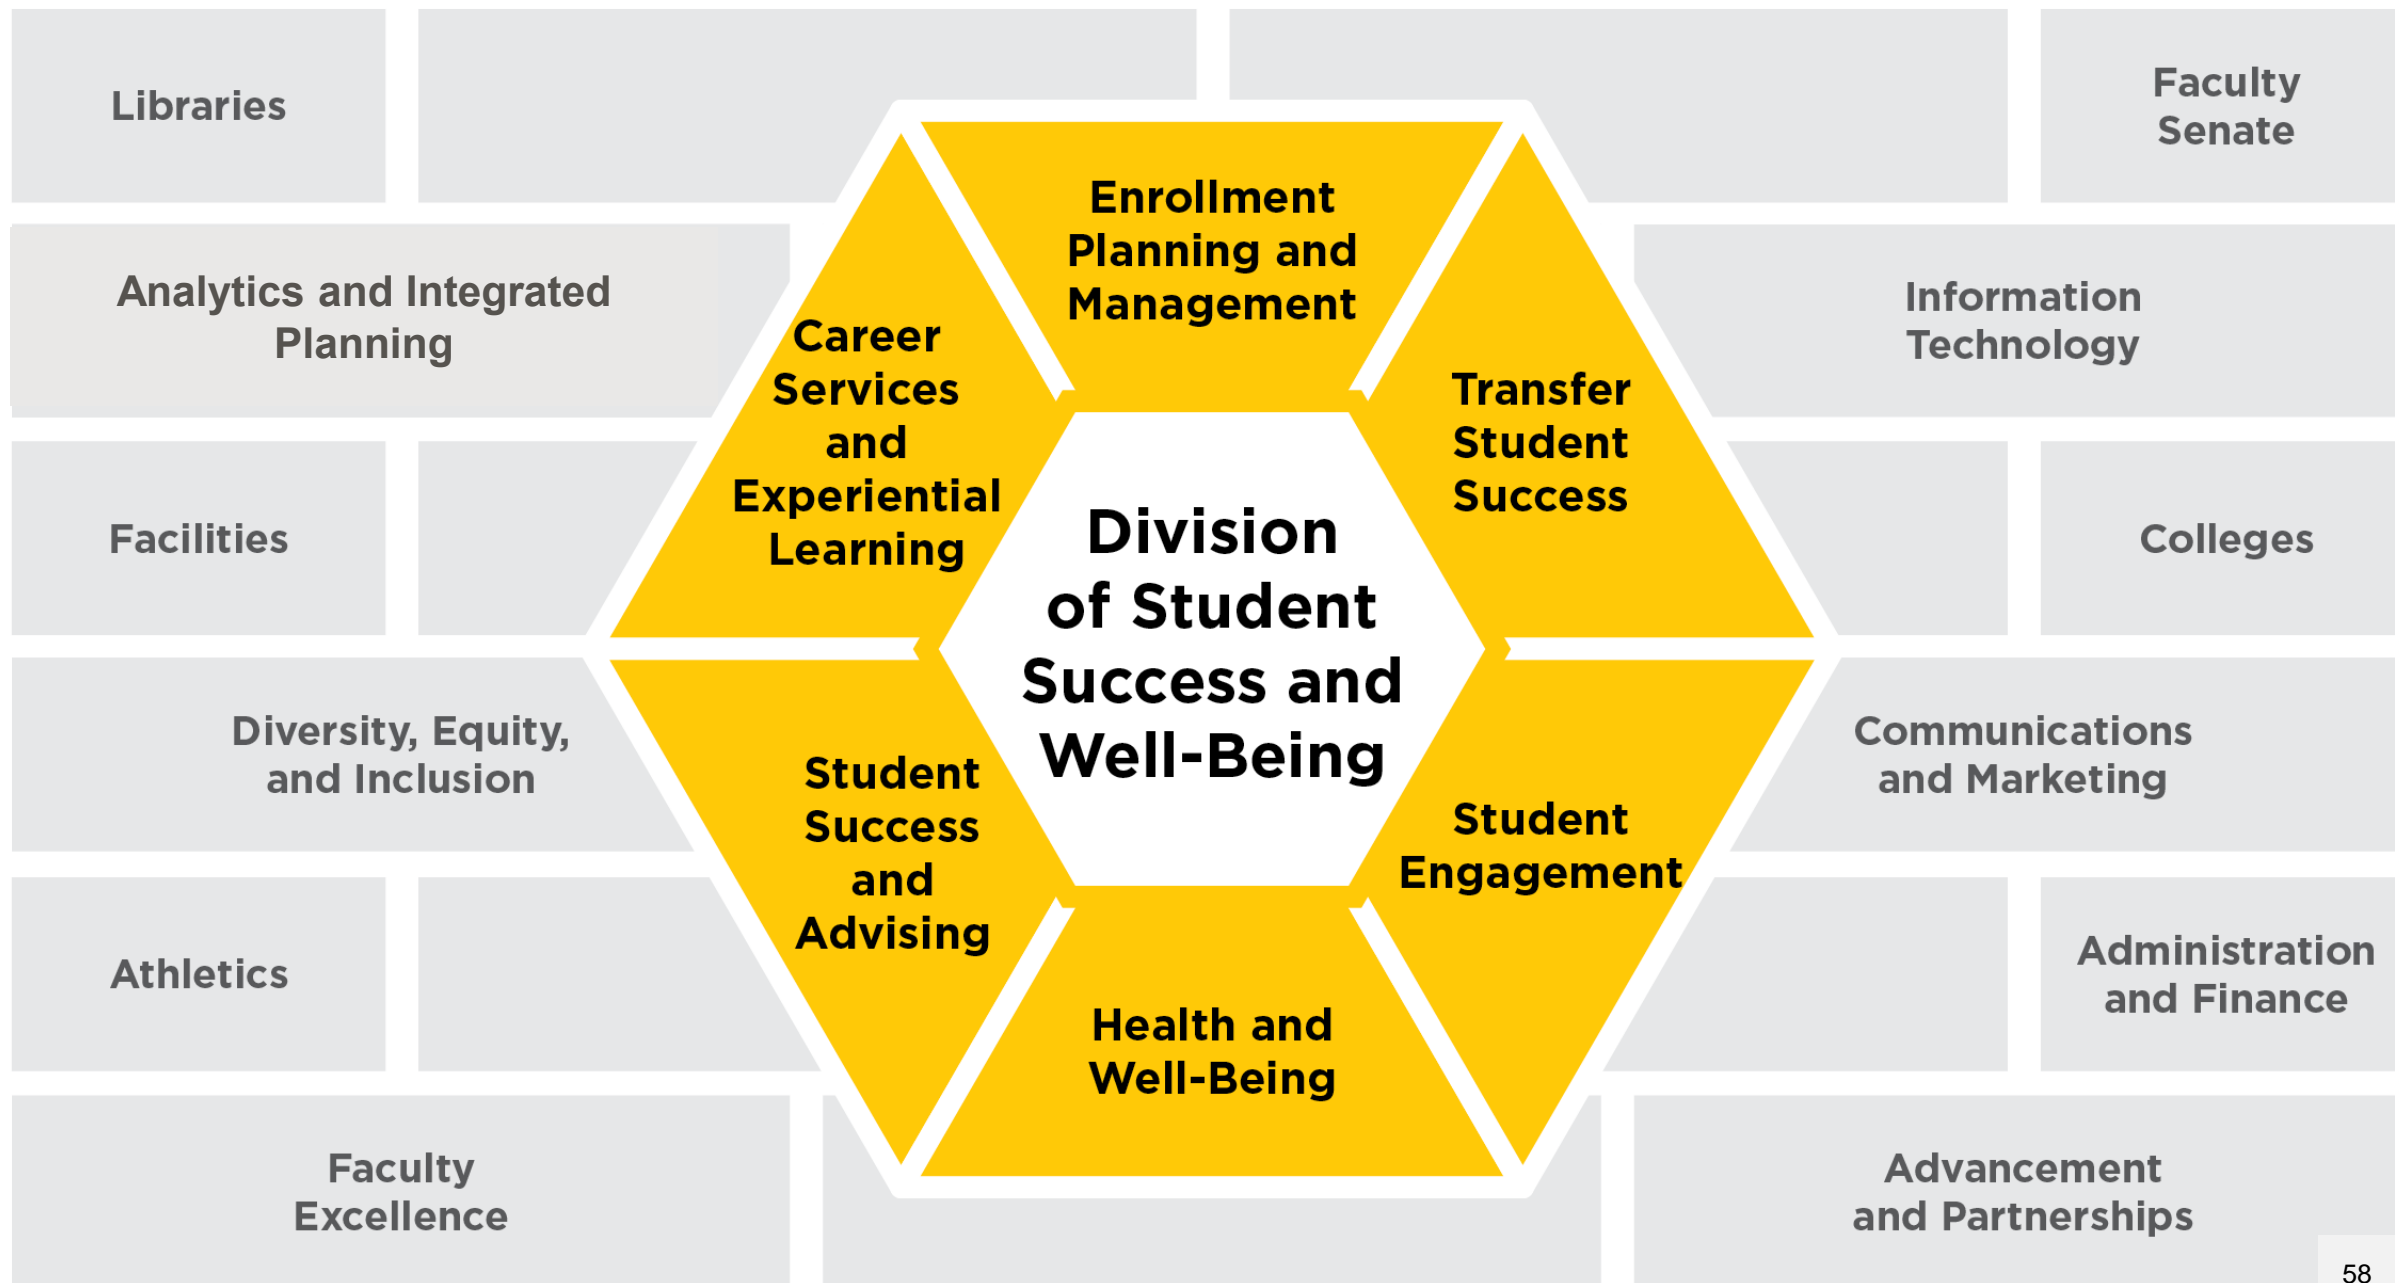 Libraries
Faculty
Senate
Enrollment
Planning and
Management
Analytics and Integrated
Planning
Information
Technology
Career
Services
and
Experiential
Learning
Transfer
Student
Success
Facilities
Division
of Student
Success and
Well-Being
Colleges
Diversity, Equity,
and Inclusion
Communications
and Marketing
Student
Success
and
Advising
Student
Engagement
Athletics
Administration
and Finance
Health and
Well-Being
Faculty
Excellence
Advancement
and Partnerships
58